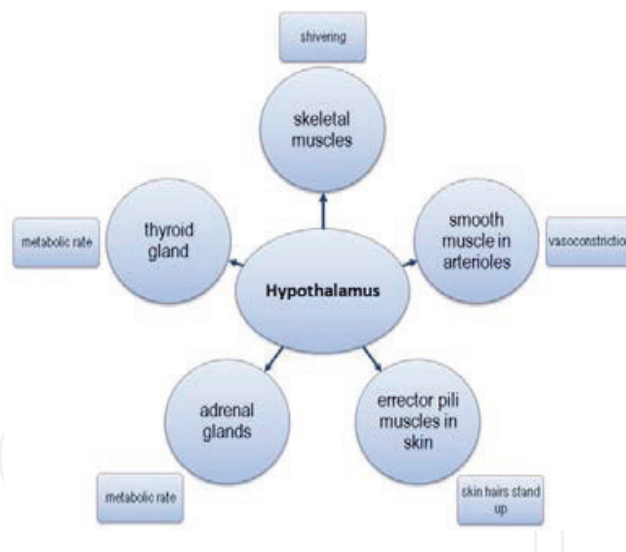 shivering
skeletal
muscles
metabolic rate
thyroid
gland
smooth
muscle in
arterioles
vasoconstriction
Hypothalamus
adrenal
glands
metabolic rate
errector pili
muscles in
skin
skin hairs stand
up